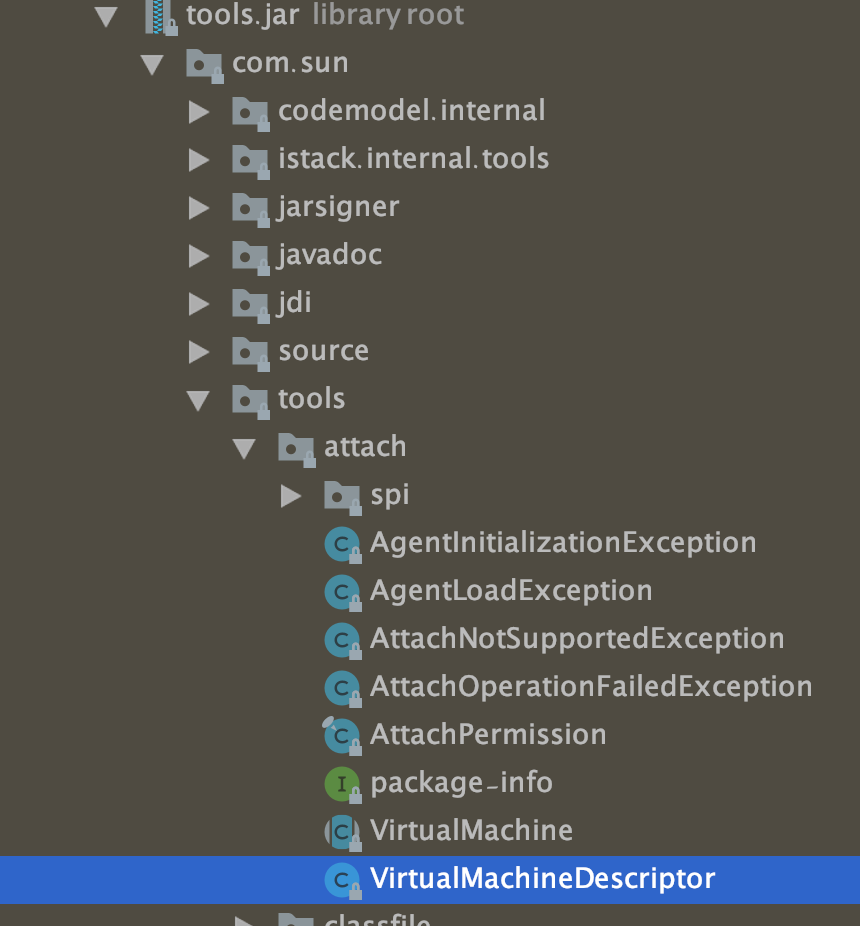 tools.jar library root
com.sun
codemodel.internal
istack.internal.tools
jarsigner
javadoc
jdi
source
tools
attach
spi
C AgentInitializationException
C AgentLoadException
C AttachNotSupportedException
C AttachOperationFailedException
C AttachPermission
I package-info
C VirtualMachine
C VirtualMachineDescriptor
classfile